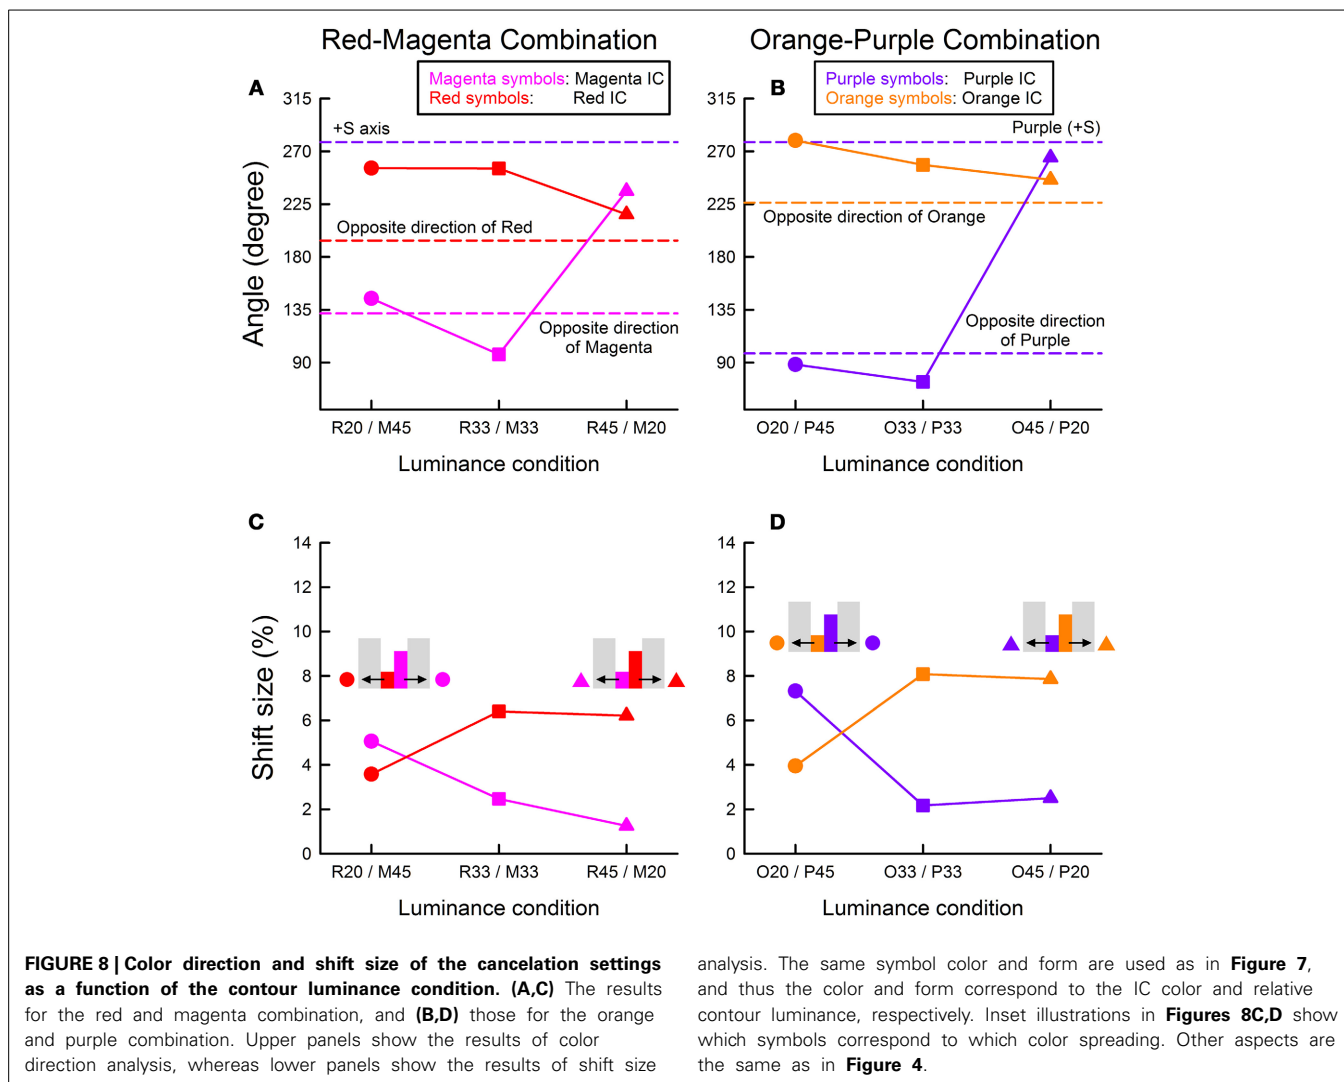 Red-Magenta Combination
Orange-Purple Combination
A
Magenta symbols: Magenta IC
Red symbols: Red IC
315
270
225
180
135
90
Angle (degree)
+S axis
Opposite direction of Red
Opposite direction
of Magenta
R20 / M45
R33 / M33
R45 / M20
Luminance condition
B
Purple symbols: Purple IC
Orange symbols: Orange IC
315
270
225
180
135
90
Purple (+S)
Opposite direction of Orange
Opposite direction
of Purple
O20 / P45
O33 / P33
O45 / P20
Luminance condition
C
14
12
10
8
6
4
2
0
Shift size (%)
R20 / M45
R33 / M33
R45 / M20
Luminance condition
D
14
12
10
8
6
4
2
0
O20 / P45
O33 / P33
O45 / P20
Luminance condition
FIGURE 8 | Color direction and shift size of the cancelation settings
as a function of the contour luminance condition. (A,C) The results
for the red and magenta combination, and (B,D) those for the orange
and purple combination. Upper panels show the results of color
direction analysis, whereas lower panels show the results of shift size
analysis. The same symbol color and form are used as in Figure 7,
and thus the color and form correspond to the IC color and relative
contour luminance, respectively. Inset illustrations in Figures 8C,D show
which symbols correspond to which color spreading. Other aspects are
the same as in Figure 4.